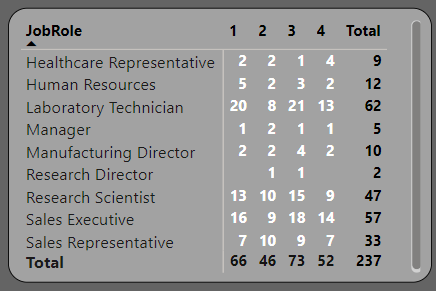 JobRole 1 2 3 4 Total
Healthcare Representative 2 2 1 4 9
Human Resources 5 2 3 2 12
Laboratory Technician 20 8 21 13 62
Manager 1 2 1 1 5
Manufacturing Director 2 2 4 2 10
Research Director 1 1 2
Research Scientist 13 10 15 9 47
Sales Executive 16 9 18 14 57
Sales Representative 7 10 9 7 33
Total 66 46 73 52 237